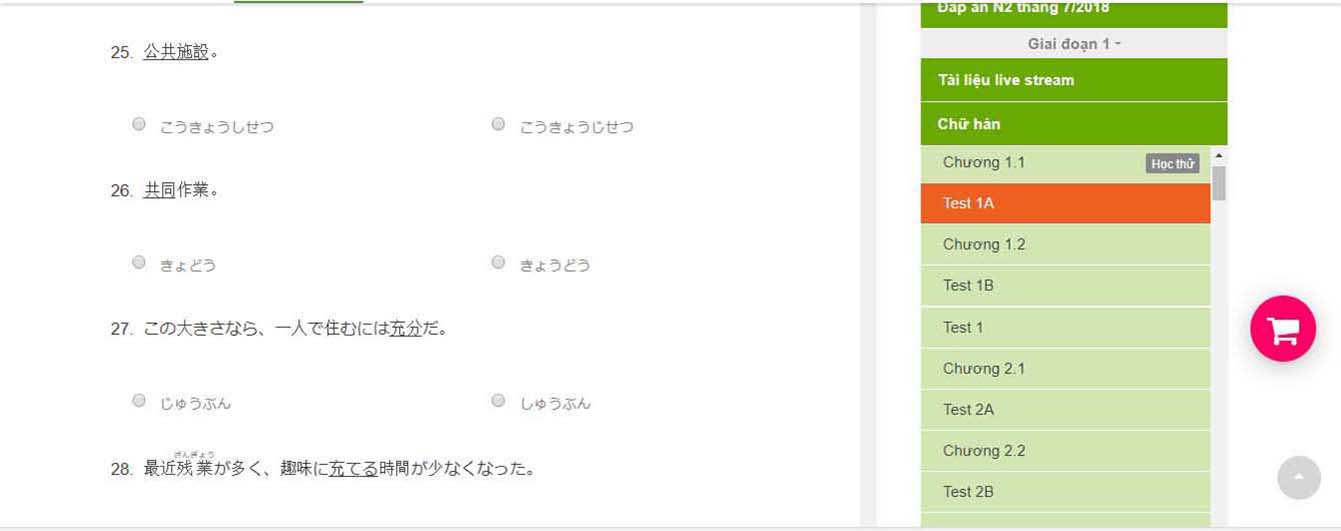 25. 公共施設。
こうきょうしせつ
こうきょうじせつ
26. 共同作業。
きょどう
きょうどう
27. この大きさなら、一人で住むには充分だ。
じゅうぶん
しゅうぶん
ざんぎょう
28. 最近残業が多く、趣味に充てる時間が少なくなった。
Đáp án N2 tháng 7/2018
Giai đoạn 1
Tài liệu live stream
Chữ hán
Chương 1.1
Học thử
Test 1A
Chương 1.2
Test 1B
Test 1
Chương 2.1
Test 2A
Chương 2.2
Test 2B